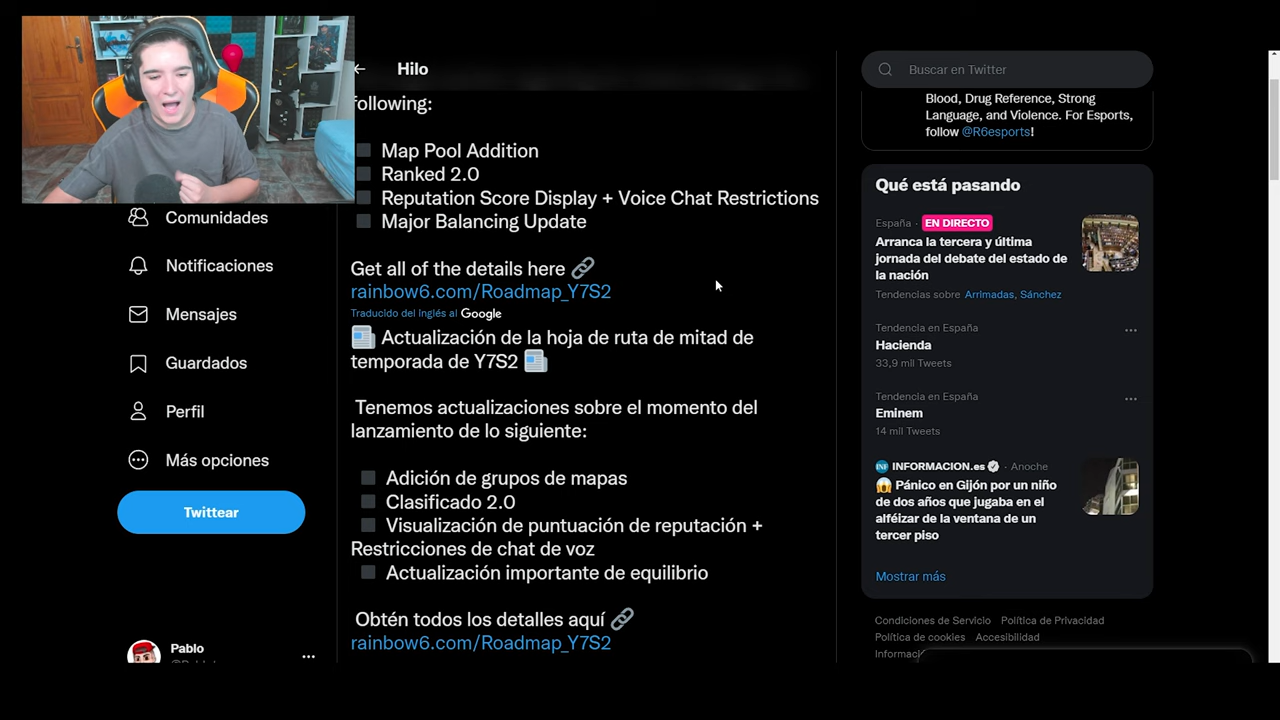 Hilo
following:
Map Pool Addition
Ranked 2.0
Reputation Score Display + Voice Chat Restrictions
Major Balancing Update
Get all of the details here
rainbow6.com/Roadmap_Y7S2
Traducido del inglés al Google
Actualización de la hoja de ruta de mitad de
temporada de Y7S2
Tenemos actualizaciones sobre el momento del
lanzamiento de lo siguiente:
Adición de grupos de mapas
Clasificado 2.0
Visualización de puntuación de reputación +
Restricciones de chat de voz
Actualización importante de equilibrio
Obtén todos los detalles aquí
rainbow6.com/Roadmap_Y7S2
Comunidades
Notificaciones
Mensajes
Guardados
Perfil
Más opciones
Twittear
Pablo
Buscar en Twitter
Blood, Drug Reference, Strong
Language, and Violence. For Esports,
follow @R6esports!
Qué está pasando
España · EN DIRECTO
Arranca la tercera y última
jornada del debate del estado de
la nación
Tendencias sobre Arrimadas, Sánchez
Tendencia en España
Hacienda
33,9 mil Tweets
Tendencia en España
Eminem
14 mil Tweets
INFORMACION.es · Anoche
Pánico en Gijón por un niño
de dos años que jugaba en el
alféizar de la ventana de un
tercer piso
Mostrar más
Condiciones de Servicio Política de Privacidad
Política de cookies Accesibilidad